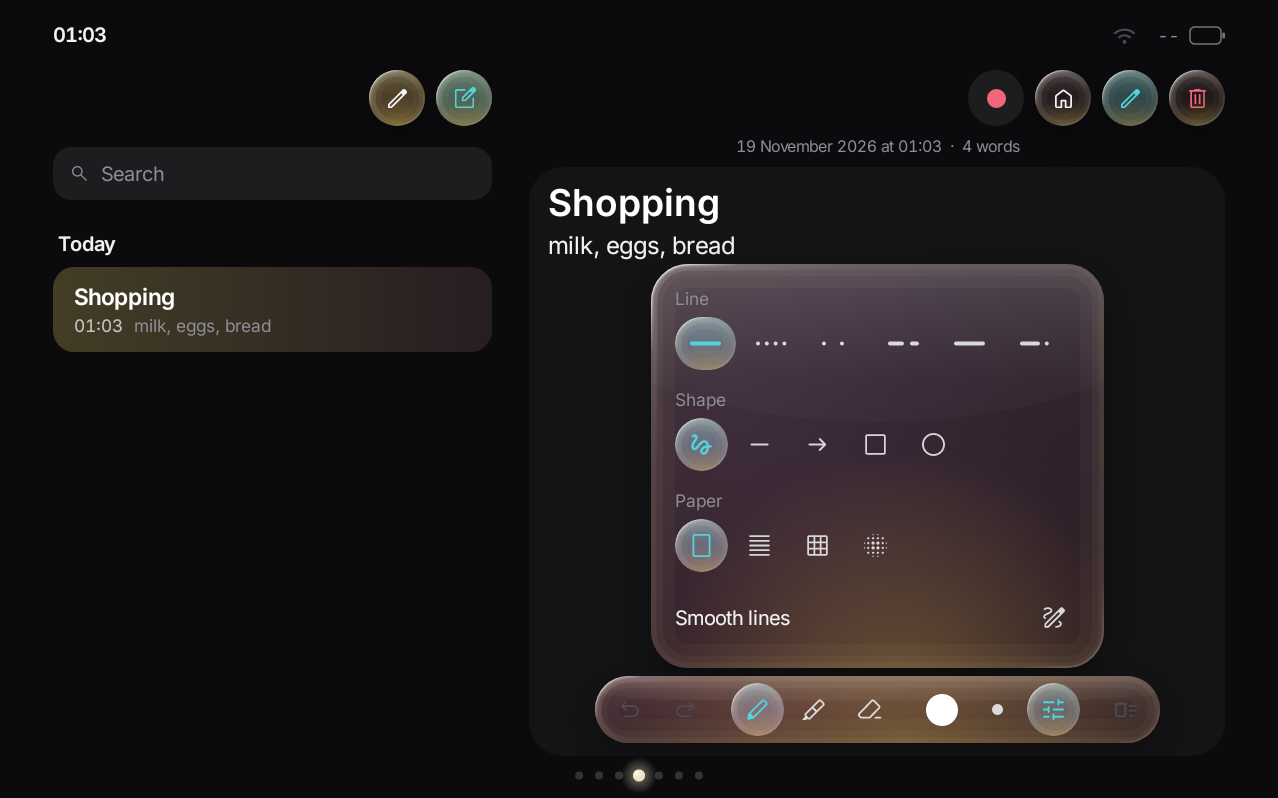 01:03
--
Search
Today
Shopping
01:03 milk, eggs, bread
19 November 2026 at 01:03 · 4 words
Shopping
milk, eggs, bread
Line
Shape
Paper
Smooth lines